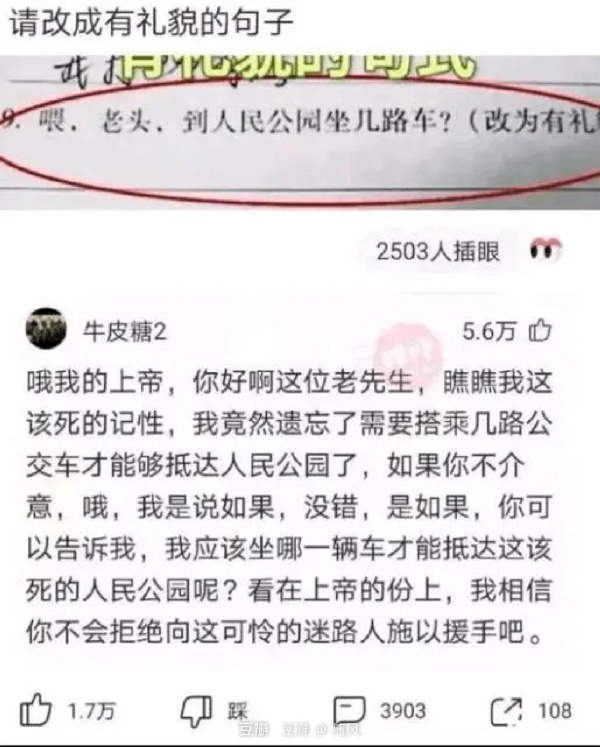 请改成有礼貌的句子
有礼貌的句式
9. 喂，老头，到人民公园坐几路车？（改为有礼
2503人插眼
牛皮糖2
5.6万
哦我的上帝，你好啊这位老先生，瞧瞧我这
该死的记性，我竟然遗忘了需要搭乘几路公
交车才能够抵达人民公园了，如果你不介
意，哦，我是说如果，没错，是如果，你可
以告诉我，我应该坐哪一辆车才能抵达这该
死的人民公园呢？看在上帝的份上，我相信
你不会拒绝向这可怜的迷路人施以援手吧。
1.7万
踩
3903
108
豆瓣